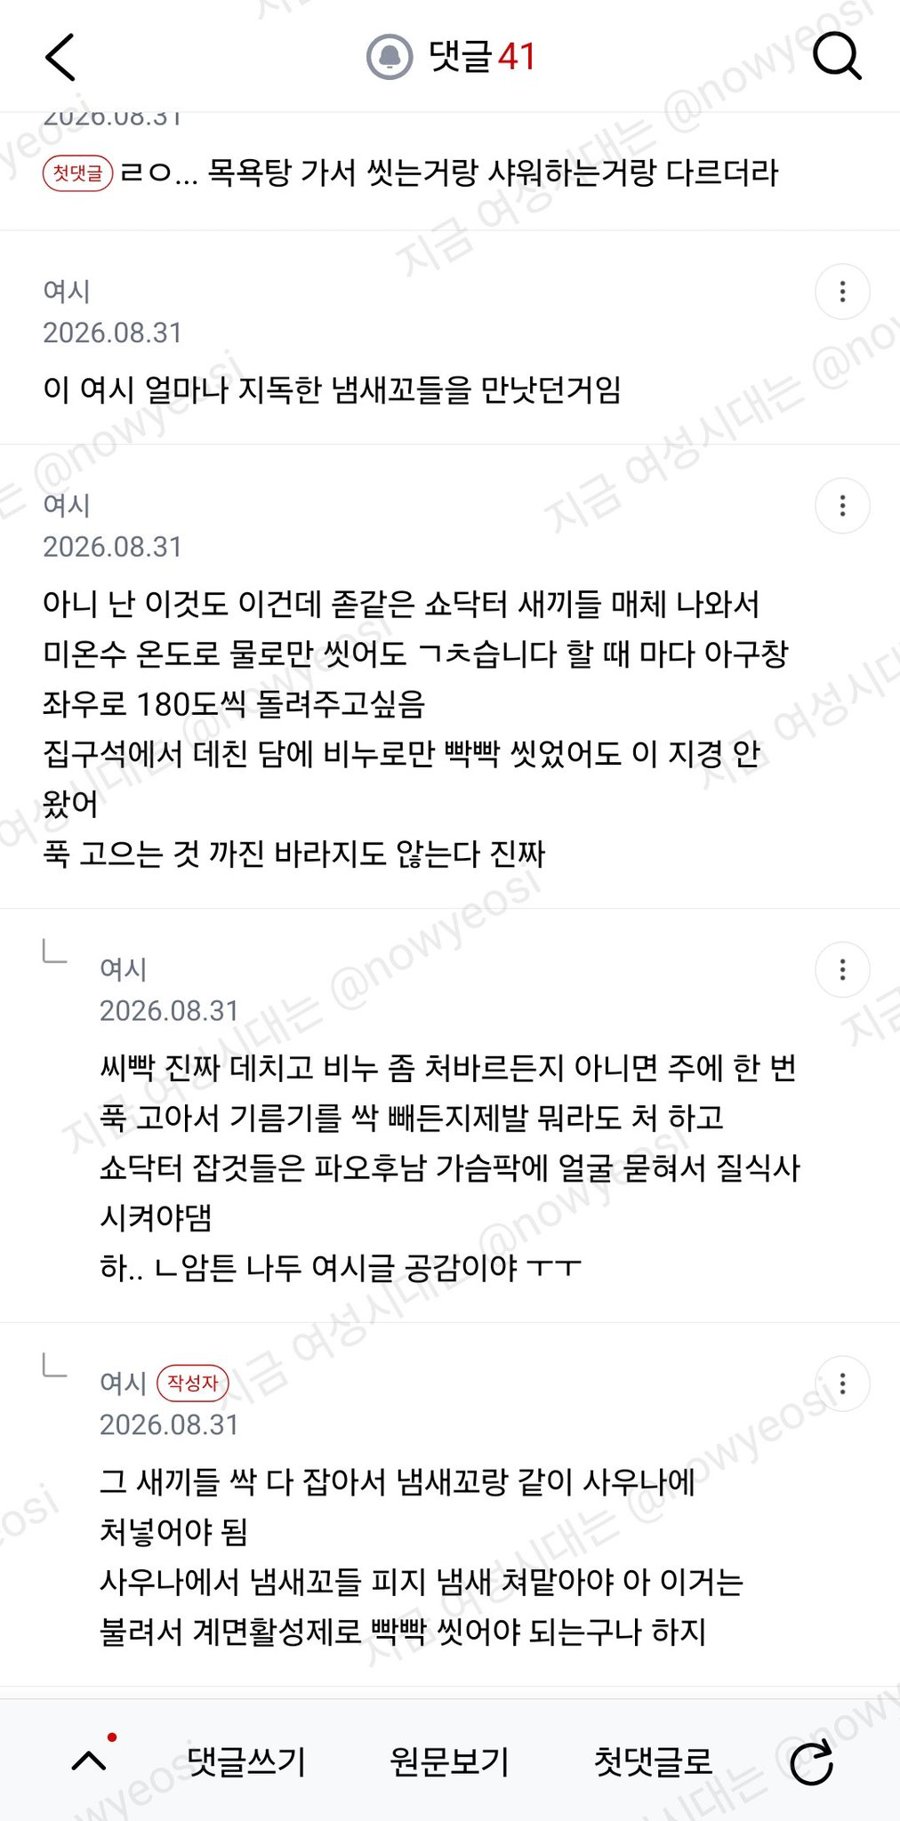 댓글 41
2026.08.31
첫댓글 ㄹㅇ... 목욕탕 가서 씻는거랑 샤워하는거랑 다르더라
여시
2026.08.31
이 여시 얼마나 지독한 냄새꼬들을 만낫던거임
여시
2026.08.31
아니 난 이것도 이건데 좉같은 쇼닥터 새끼들 매체 나와서
미온수 온도로 물로만 씻어도 ㄱㅊ습니다 할 때 마다 아구창
좌우로 180도씩 돌려주고싶음
집구석에서 데친 담에 비누로만 빡빡 씻었어도 이 지경 안
왔어
푹 고으는 것 까진 바라지도 않는다 진짜
여시
2026.08.31
씨빡 진짜 데치고 비누 좀 처바르든지 아니면 주에 한 번
푹 고아서 기름기를 싹 빼든지제발 뭐라도 처 하고
쇼닥터 잡것들은 파오후남 가슴팍에 얼굴 묻혀서 질식사
시켜야댐
하.. ㄴ암튼 나두 여시글 공감이야 ㅜㅜ
여시 작성자
2026.08.31
그 새끼들 싹 다 잡아서 냄새꼬랑 같이 사우나에
처넣어야 됨
사우나에서 냄새꼬들 피지 냄새 쳐맡아야 아 이거는
불려서 계면활성제로 빡빡 씻어야 되는구나 하지
댓글쓰기 원문보기 첫댓글로
지금 여성시대는 @nowyeosi